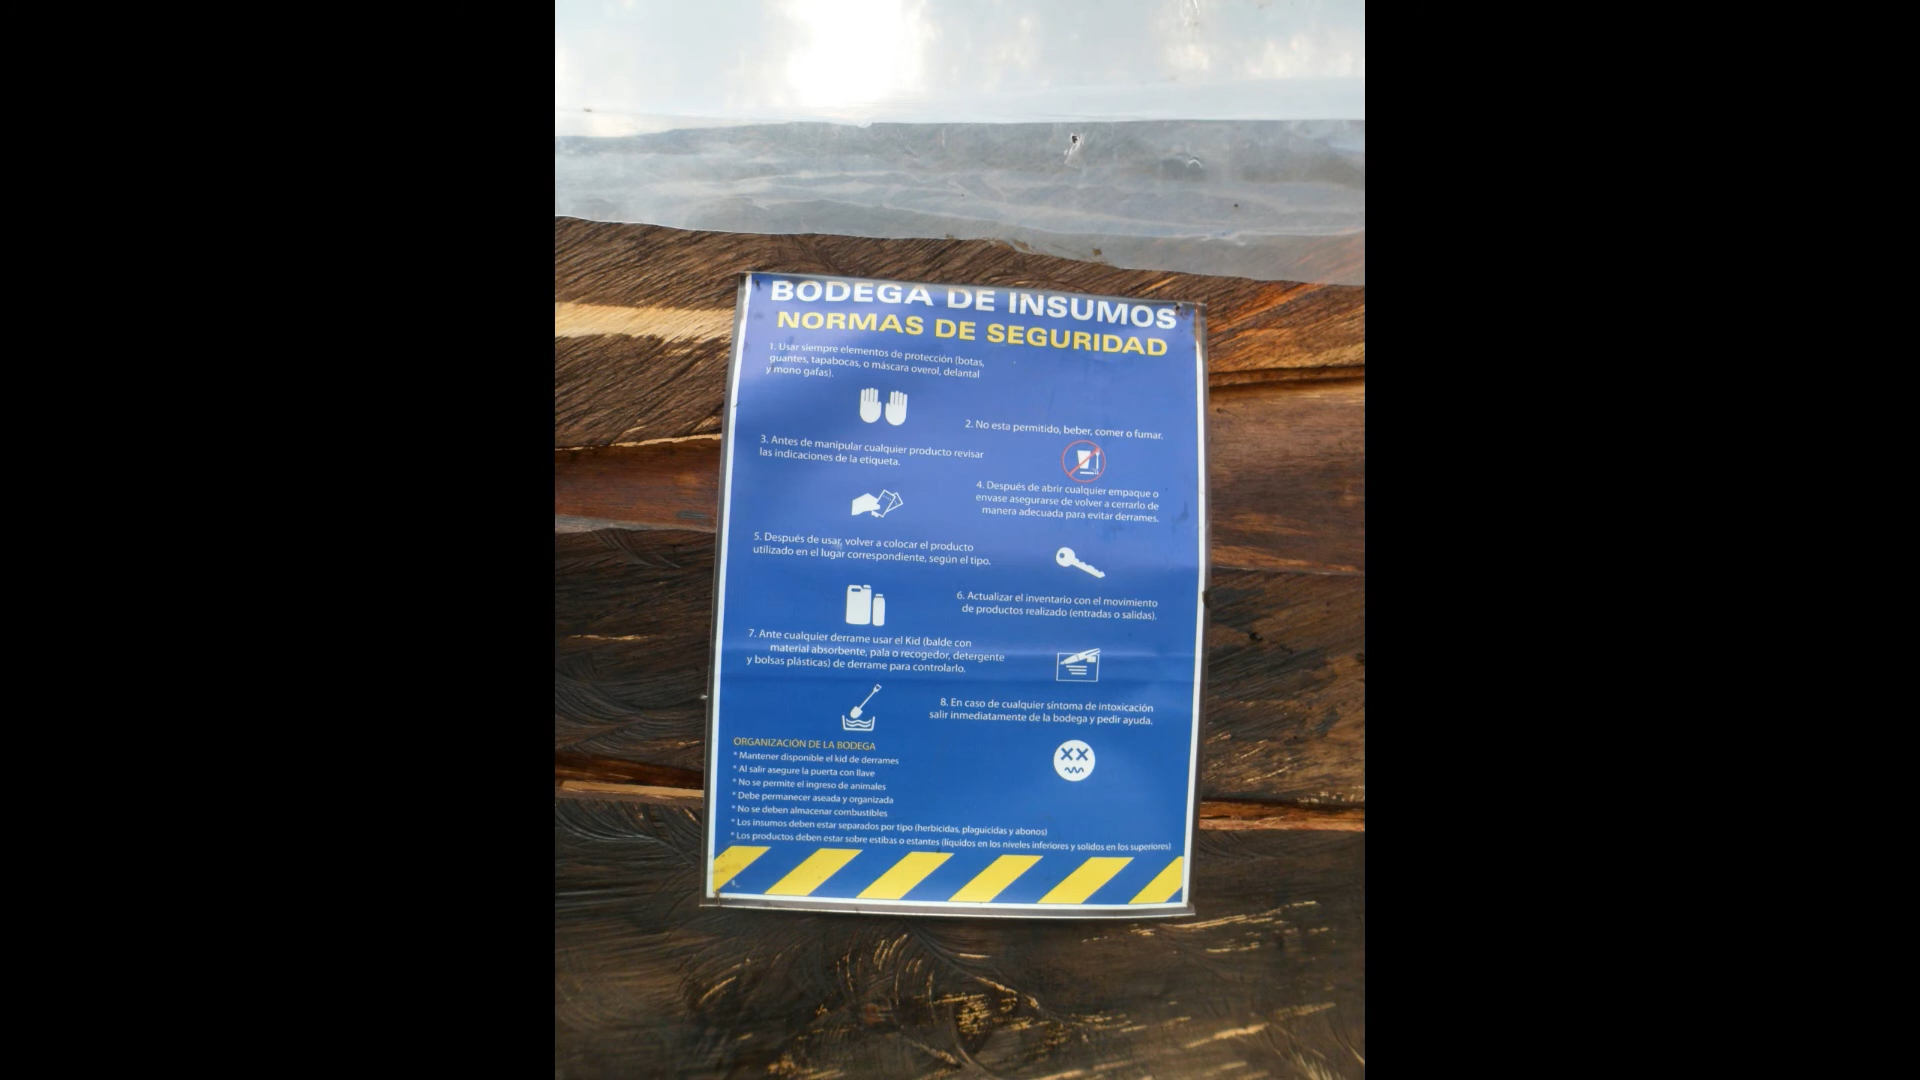 BODEGA DE INSUMOS
NORMAS DE SEGURIDAD
1. Usar siempre elementos de protección (botas,
guantes, tapabocas, o máscara overol, delantal
y mono gafas).
2. No esta permitido, beber, comer o fumar.
3. Antes de manipular cualquier producto revisar
las indicaciones de la etiqueta.
4. Después de abrir cualquier empaque o
envase asegurarse de volver a cerrarlo de
manera adecuada para evitar derrames.
5. Después de usar, volver a colocar el producto
utilizado en el lugar correspondiente, según el tipo.
6. Actualizar el inventario con el movimiento
de productos realizado (entradas o salidas).
7. Ante cualquier derrame usar el Kid (balde con
material absorbente, pala o recogedor, detergente
y bolsas plásticas) de derrame para controlarlo.
8. En caso de cualquier síntoma de intoxicación
salir inmediatamente de la bodega y pedir ayuda.
ORGANIZACIÓN DE LA BODEGA
* Mantener disponible el kid de derrames
* Al salir asegure la puerta con llave
* No se permite el ingreso de animales
* Debe permanecer aseada y organizada
* No se deben almacenar combustibles
* Los insumos deben estar separados por tipo (herbicidas, plaguicidas y abonos)
* Los productos deben estar sobre estibas o estantes (líquidos en los niveles inferiores y solidos en los superiores)